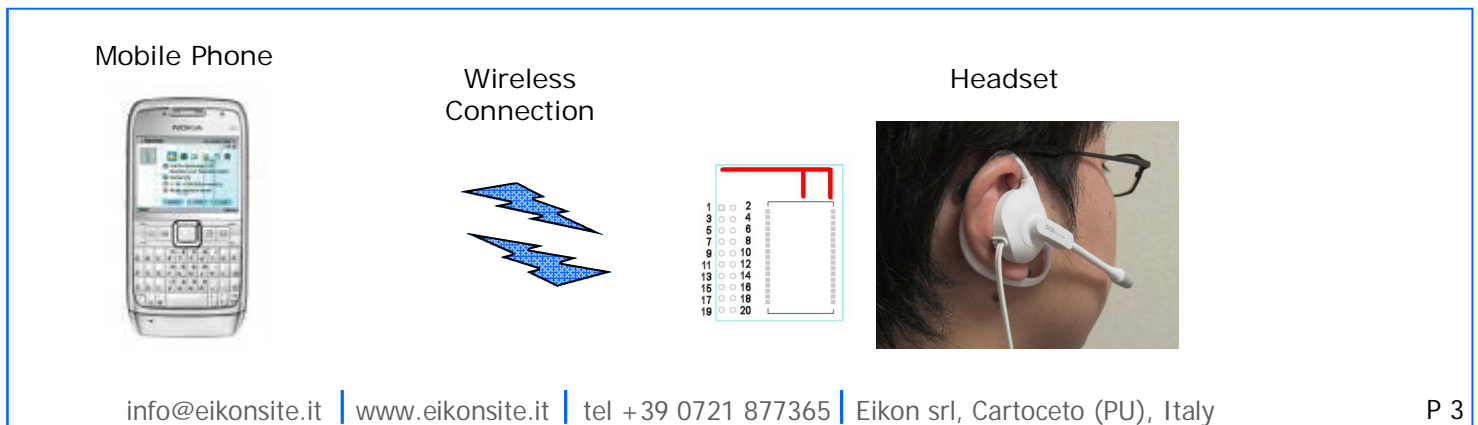 Mobile Phone
Wireless
Connection
Headset
NOKIA
1 2
3 4
5 6
7 8
9 10
11 12
13 14
15 16
17 18
19 20
info@eikonsite.it www.eikonsite.it tel +39 0721 877365 Eikon srl, Cartoceto (PU), Italy P 3